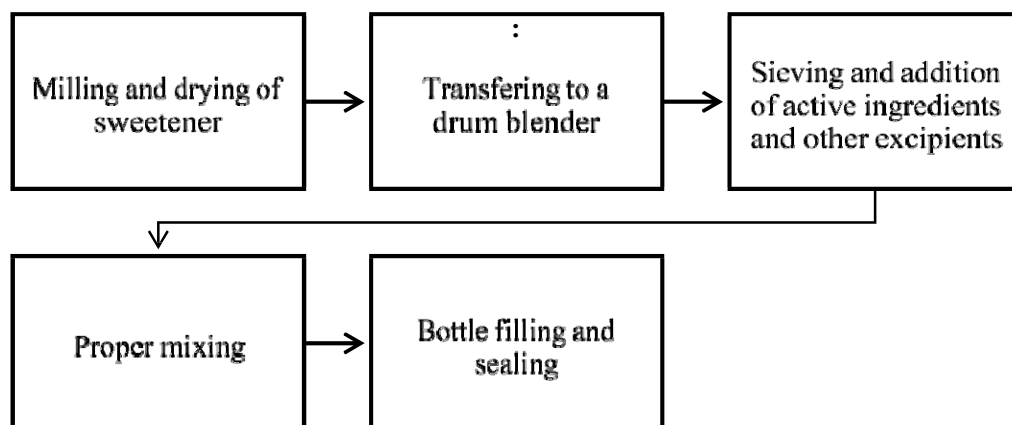 Milling and drying of
sweetener
:
Transfering to a
drum blender
Sieving and addition
of active ingredients
and other excipients
Proper mixing
Bottle filling and
sealing